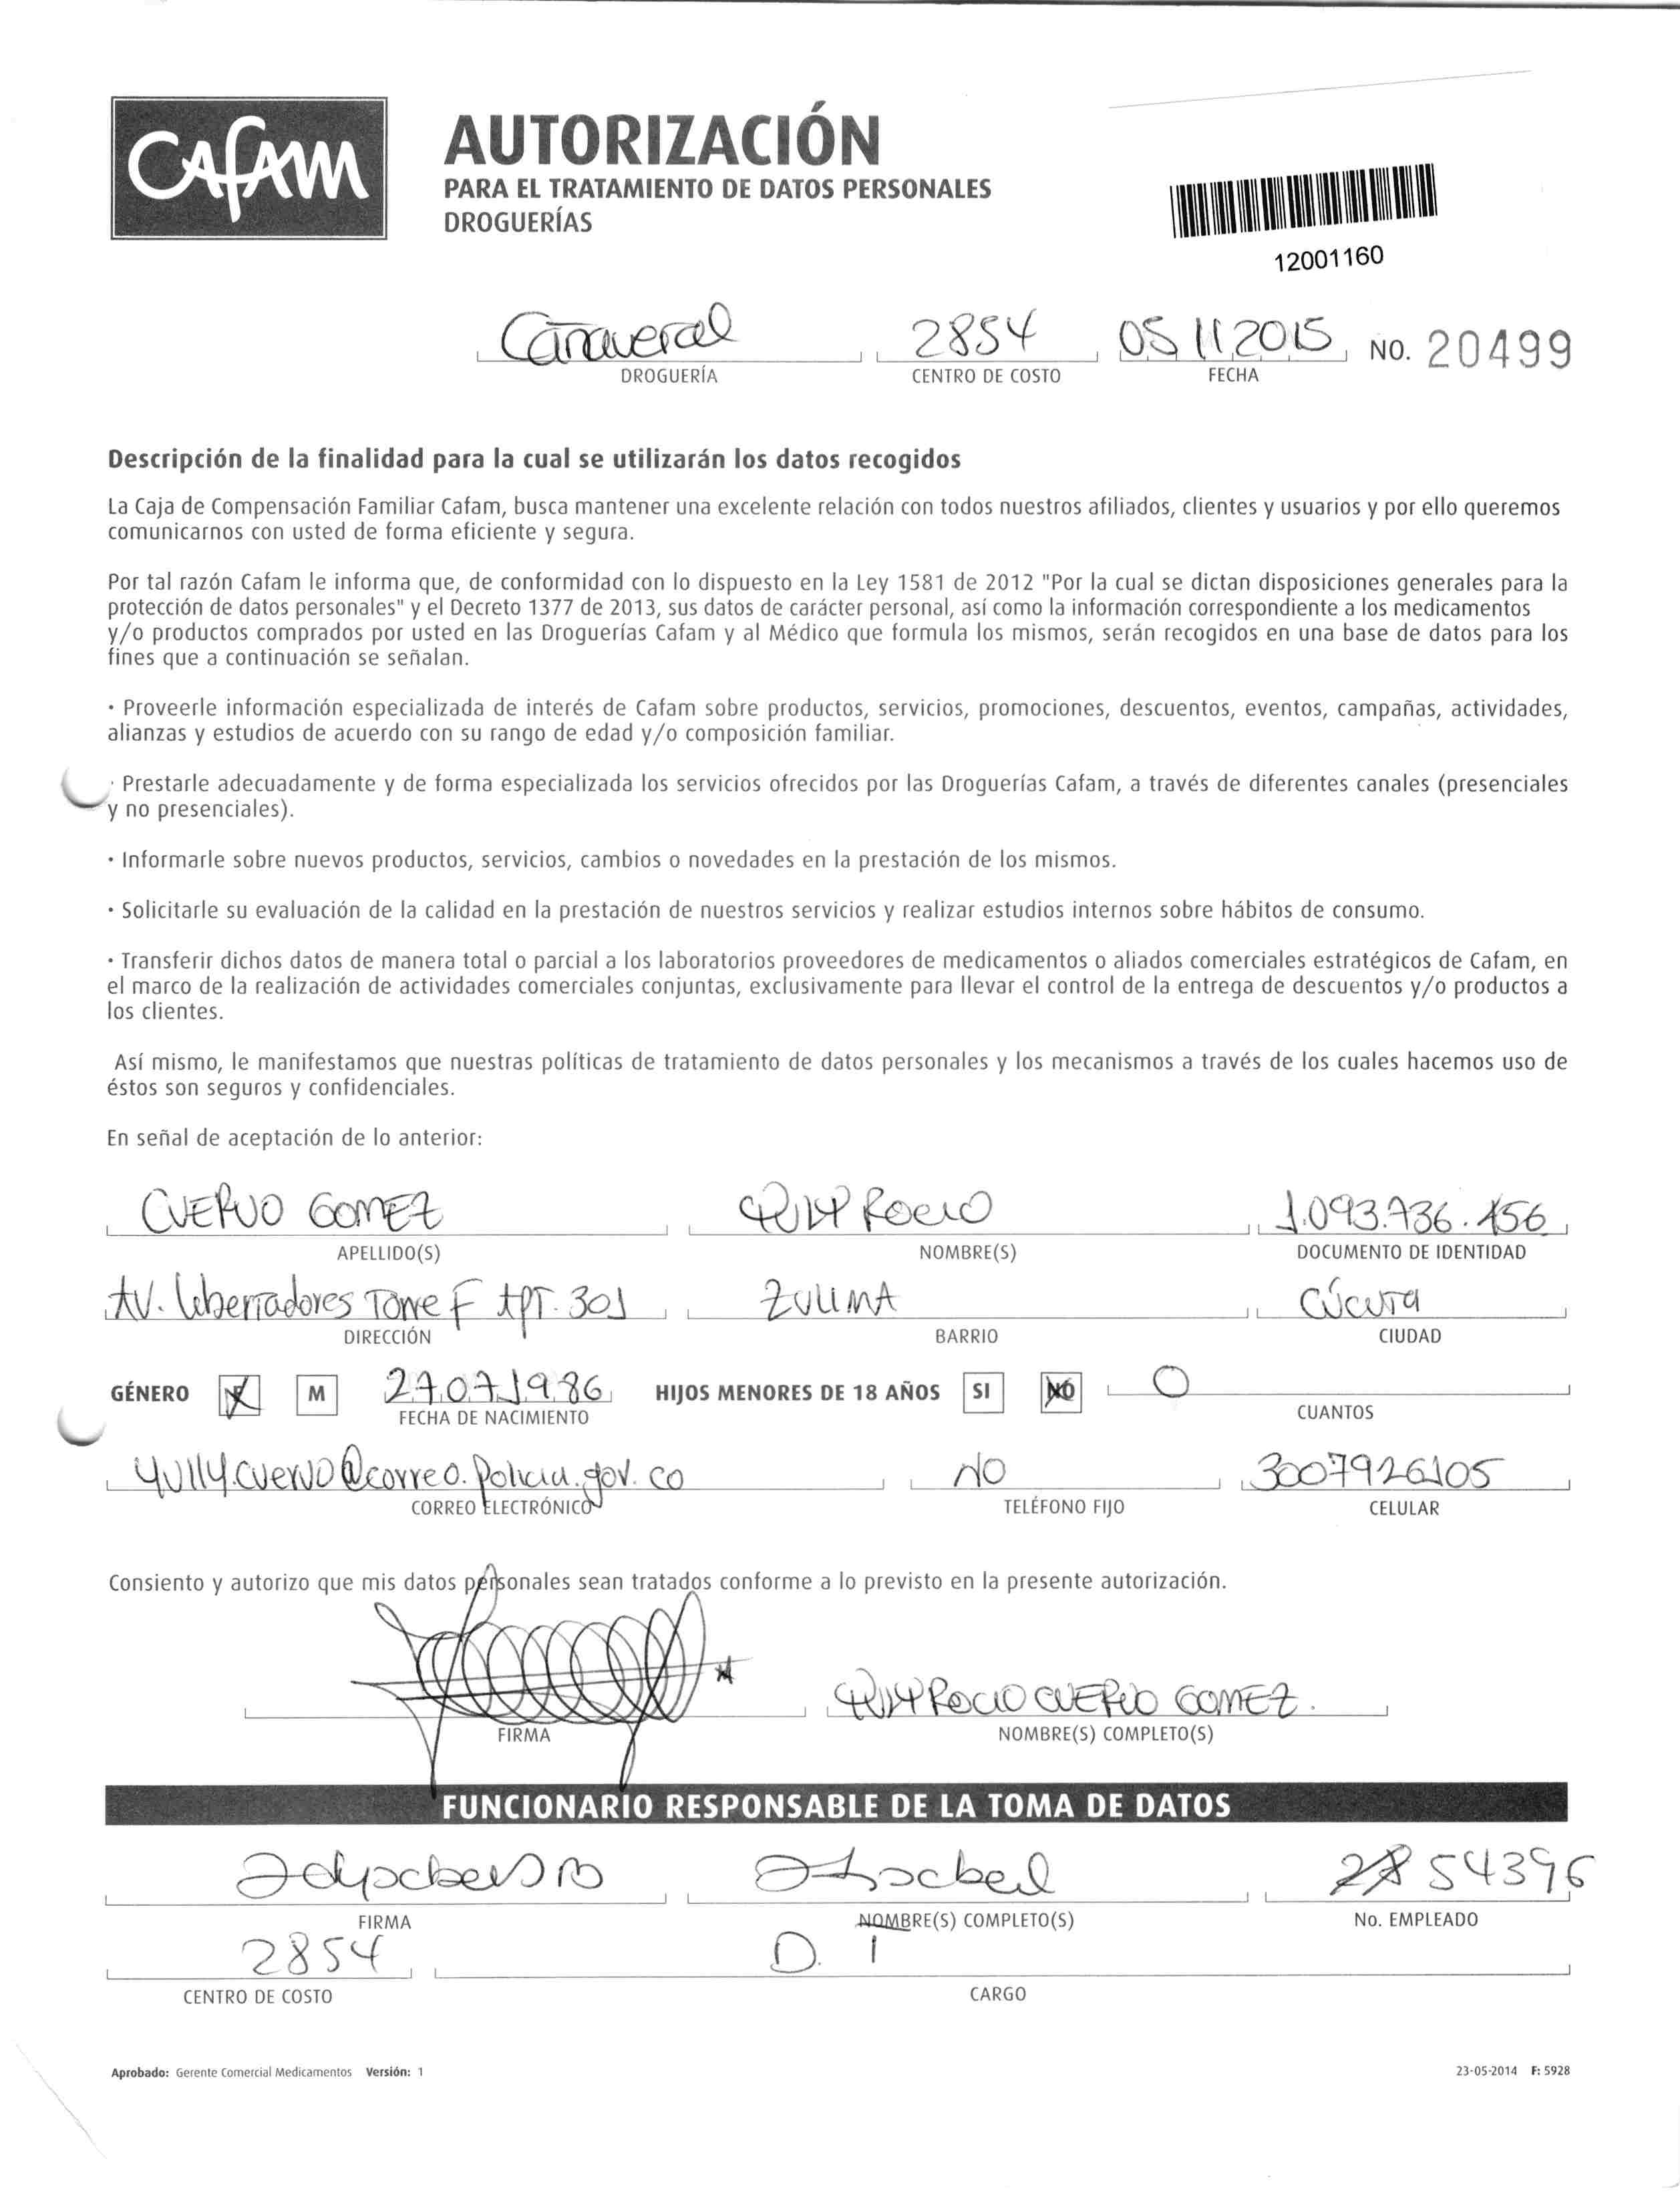 CAFAM
AUTORIZACIÓN
PARA EL TRATAMIENTO DE DATOS PERSONALES
DROGUERÍAS
12001160
Cañaveral 2854 05 11 2015 NO. 20499
DROGUERÍA CENTRO DE COSTO FECHA
Descripción de la finalidad para la cual se utilizarán los datos recogidos
La Caja de Compensación Familiar Cafam, busca mantener una excelente relación con todos nuestros afiliados, clientes y usuarios y por ello queremos
comunicarnos con usted de forma eficiente y segura.
Por tal razón Cafam le informa que, de conformidad con lo dispuesto en la Ley 1581 de 2012 "Por la cual se dictan disposiciones generales para la
protección de datos personales" y el Decreto 1377 de 2013, sus datos de carácter personal, así como la información correspondiente a los medicamentos
y/o productos comprados por usted en las Droguerías Cafam y al Médico que formula los mismos, serán recogidos en una base de datos para los
fines que a continuación se señalan.
· Proveerle información especializada de interés de Cafam sobre productos, servicios, promociones, descuentos, eventos, campañas, actividades,
alianzas y estudios de acuerdo con su rango de edad y/o composición familiar.
· Prestarle adecuadamente y de forma especializada los servicios ofrecidos por las Droguerías Cafam, a través de diferentes canales (presenciales
y no presenciales).
· Informarle sobre nuevos productos, servicios, cambios o novedades en la prestación de los mismos.
· Solicitarle su evaluación de la calidad en la prestación de nuestros servicios y realizar estudios internos sobre hábitos de consumo.
· Transferir dichos datos de manera total o parcial a los laboratorios proveedores de medicamentos o aliados comerciales estratégicos de Cafam, en
el marco de la realización de actividades comerciales conjuntas, exclusivamente para llevar el control de la entrega de descuentos y/o productos a
los clientes.
Así mismo, le manifestamos que nuestras políticas de tratamiento de datos personales y los mecanismos a través de los cuales hacemos uso de
éstos son seguros y confidenciales.
En señal de aceptación de lo anterior:
CUERVO GOMEZ YULLY ROCIO 1.093.736.156
APELLIDO(S) NOMBRE(S) DOCUMENTO DE IDENTIDAD
AV. Libertadores Torre F APT. 301 ZULIMA CÚCUTA
DIRECCIÓN BARRIO CIUDAD
GÉNERO F M 27.07.1986 HIJOS MENORES DE 18 AÑOS SI NO 0
FECHA DE NACIMIENTO CUANTOS
yully.cuervo@correo.policia.gov.co NO 3007926105
CORREO ELECTRÓNICO TELÉFONO FIJO CELULAR
Consiento y autorizo que mis datos personales sean tratados conforme a lo previsto en la presente autorización.
YULLY ROCIO CUERVO GOMEZ.
FIRMA NOMBRE(S) COMPLETO(S)
FUNCIONARIO RESPONSABLE DE LA TOMA DE DATOS
54396
FIRMA NOMBRE(S) COMPLETO(S) No. EMPLEADO
2854 D. T
CENTRO DE COSTO CARGO
Aprobado: Gerente Comercial Medicamentos Versión: 1 23-05-2014 F: 5928